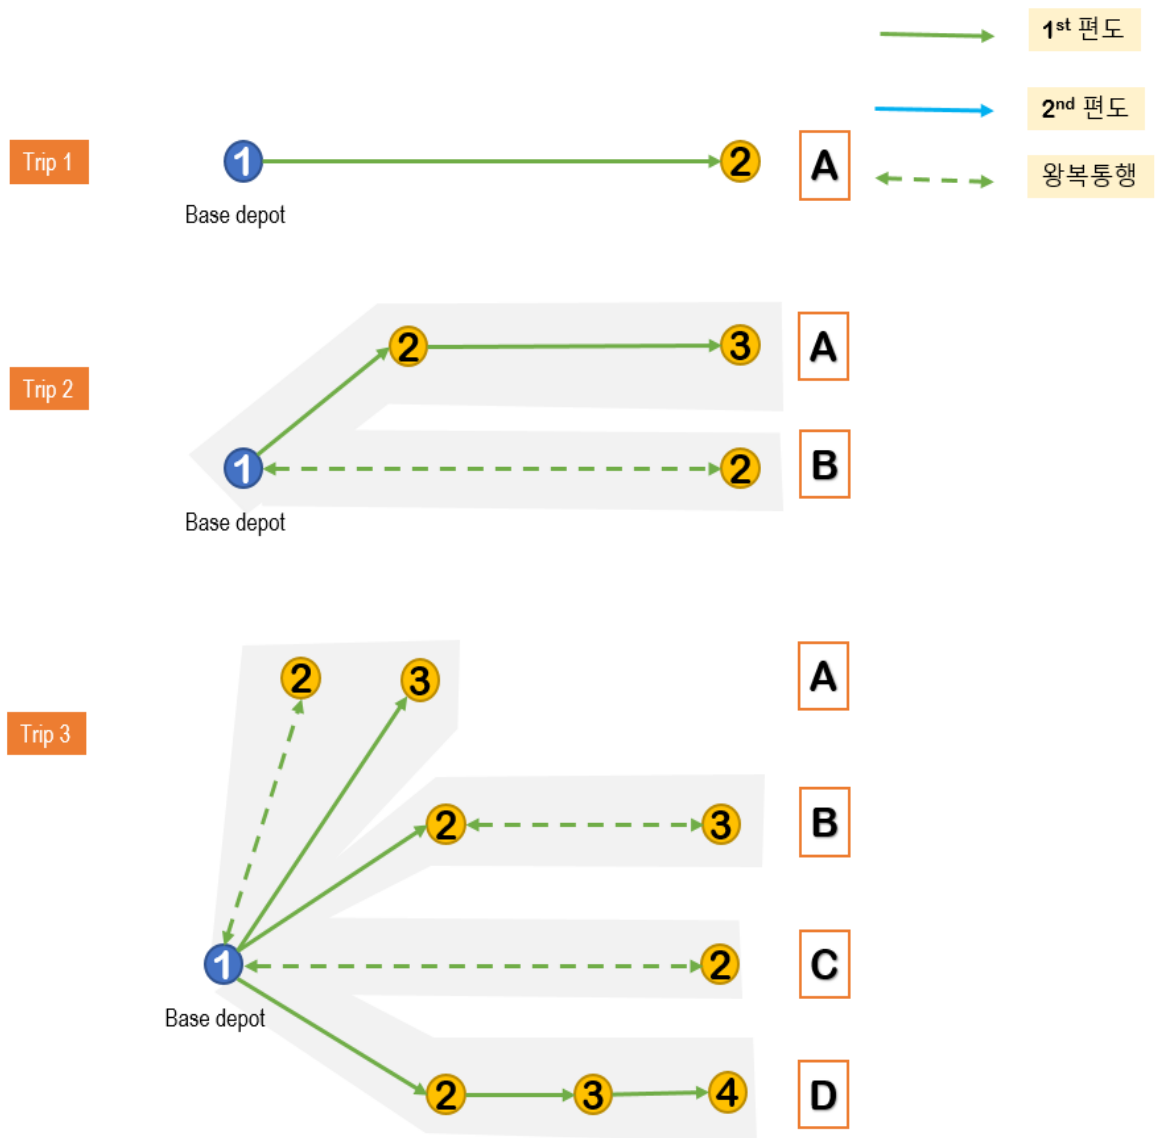 1st 편도
2nd 편도
왕복통행
Trip 1
1
2
A
Base depot
Trip 2
2
3
A
1
2
B
Base depot
Trip 3
2
3
A
2
3
B
1
2
C
Base depot
2
3
4
D